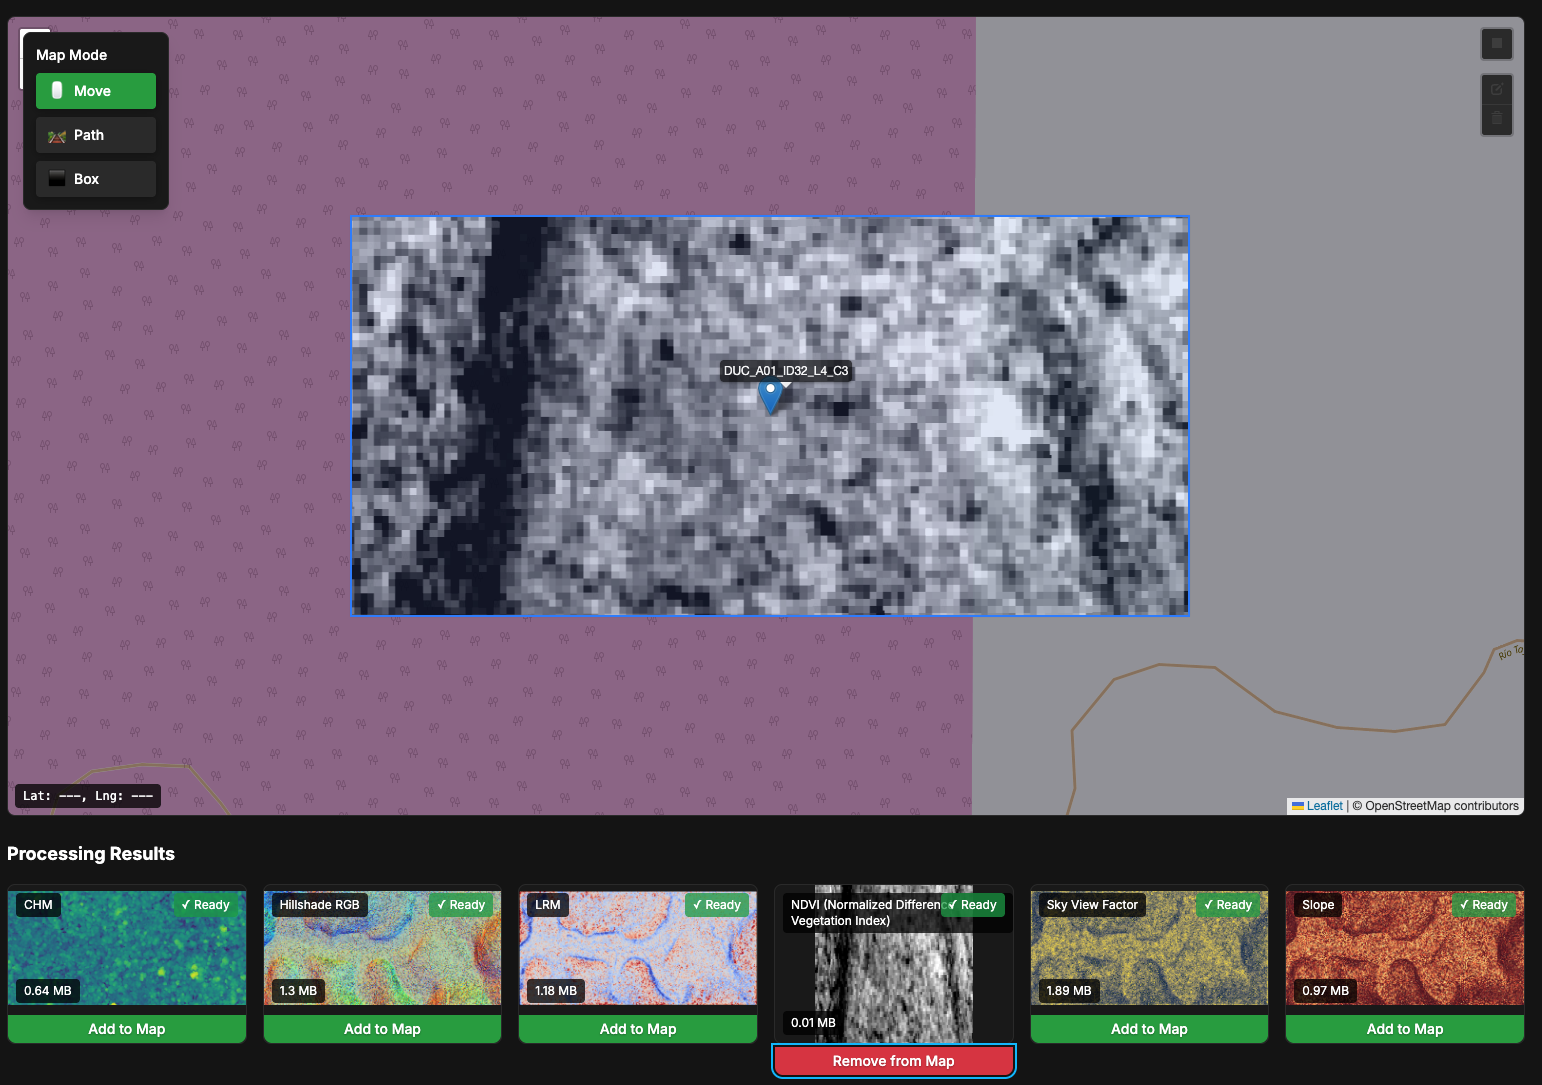 Map Mode
Move
Path
Box
DUC_A01_ID32_L4_C3
Rio
Lat: ---, Lng: ---
Leaflet | © OpenStreetMap contributors
Processing Results
CHM
✓ Ready
0.64 MB
Add to Map
Hillshade RGB
✓ Ready
1.3 MB
Add to Map
LRM
✓ Ready
1.18 MB
Add to Map
NDVI (Normalized Differenc
✓ Ready
Vegetation Index)
0.01 MB
Remove from Map
Sky View Factor
✓ Ready
1.89 MB
Add to Map
Slope
✓ Ready
0.97 MB
Add to Map